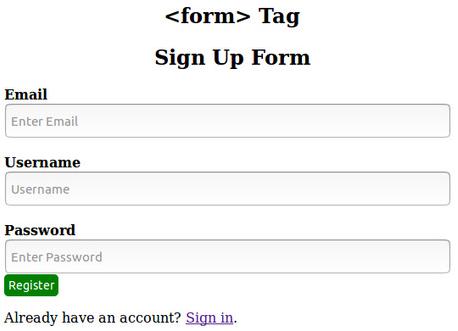 <form> Tag
Sign Up Form
Email
Enter Email
Username
Username
Password
Enter Password
Register
Already have an account? Sign in.